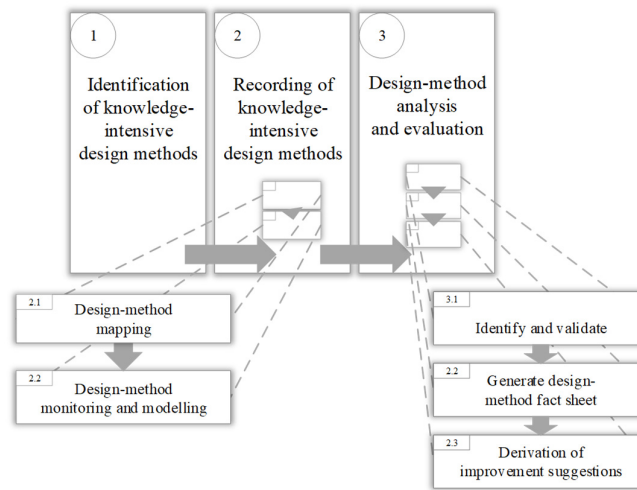 1
Identification
of knowledge-
intensive
design methods
2
Recording of
knowledge-
intensive
design methods
3
Design-method
analysis
and evaluation
2.1
Design-method
mapping
2.2
Design-method
monitoring and modelling
3.1
Identify and validate
2.2
Generate design-
method fact sheet
2.3
Derivation of
improvement suggestions